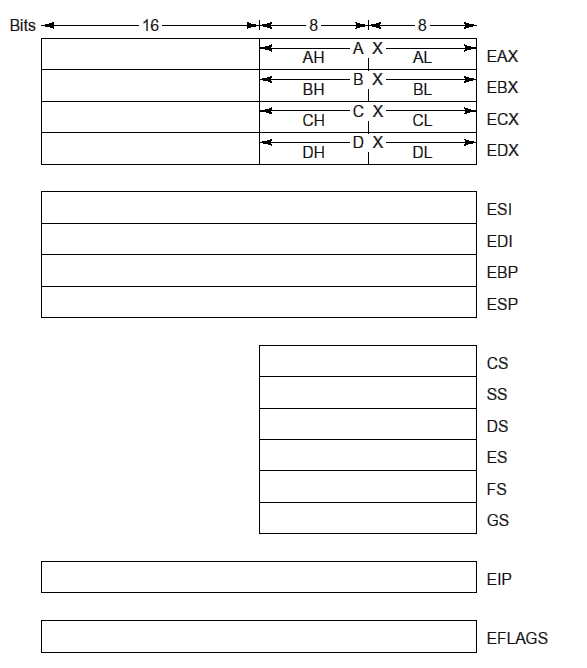 Bits 16 8 8
A X
AH AL EAX
B X
BH BL EBX
C X
CH CL ECX
D X
DH DL EDX
ESI
EDI
EBP
ESP
CS
SS
DS
ES
FS
GS
EIP
EFLAGS